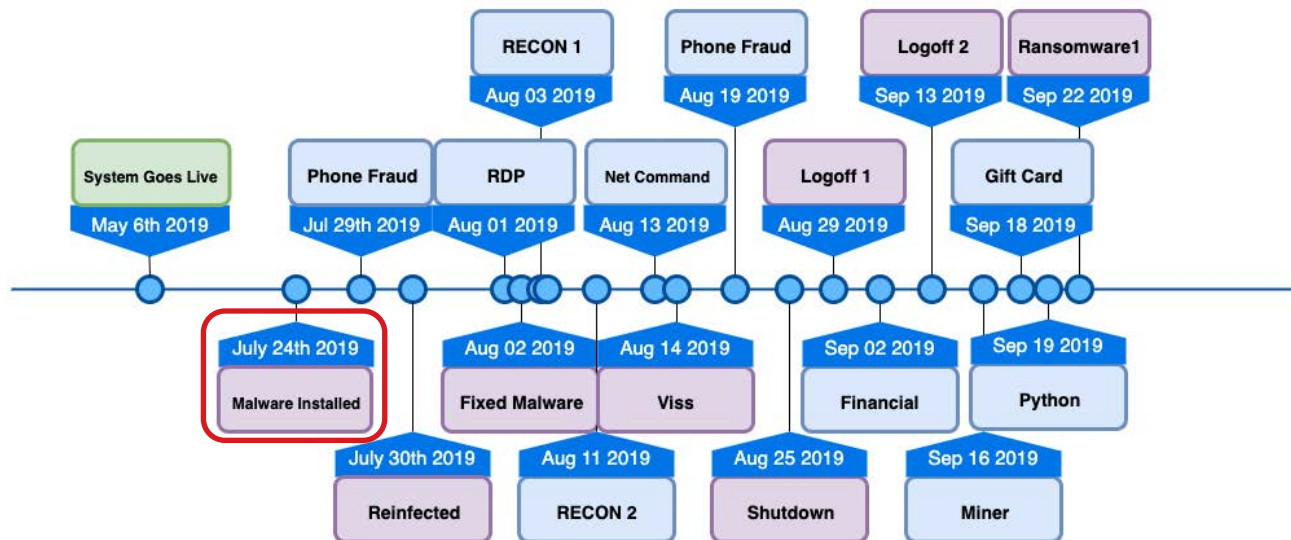 RECON 1
Aug 03 2019
Phone Fraud
Aug 19 2019
Logoff 2
Sep 13 2019
Ransomware1
Sep 22 2019
System Goes Live
May 6th 2019
Phone Fraud
Jul 29th 2019
RDP
Aug 01 2019
Net Command
Aug 13 2019
Logoff 1
Aug 29 2019
Gift Card
Sep 18 2019
July 24th 2019
Malware Installed
Aug 02 2019
Fixed Malware
Aug 14 2019
Viss
Sep 02 2019
Financial
Sep 19 2019
Python
July 30th 2019
Reinfected
Aug 11 2019
RECON 2
Aug 25 2019
Shutdown
Sep 16 2019
Miner